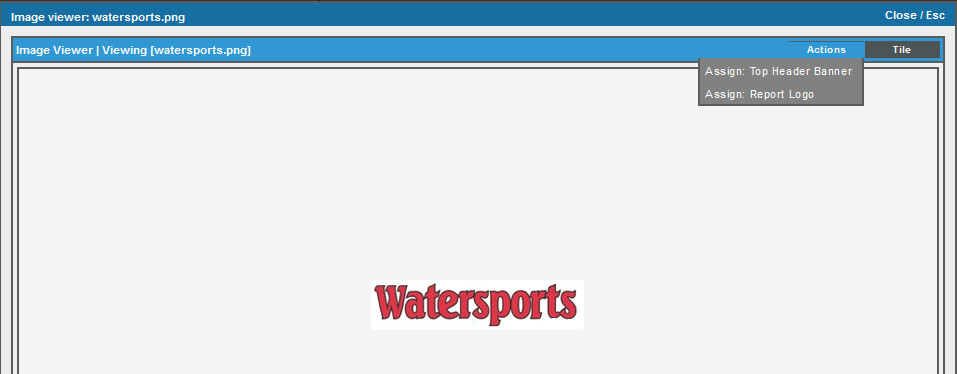 Image viewer: watersports.png
Close / Esc
Image Viewer | Viewing [watersports.png]
Actions
Tile
Assign: Top Header Banner
Assign: Report Logo
Watersports